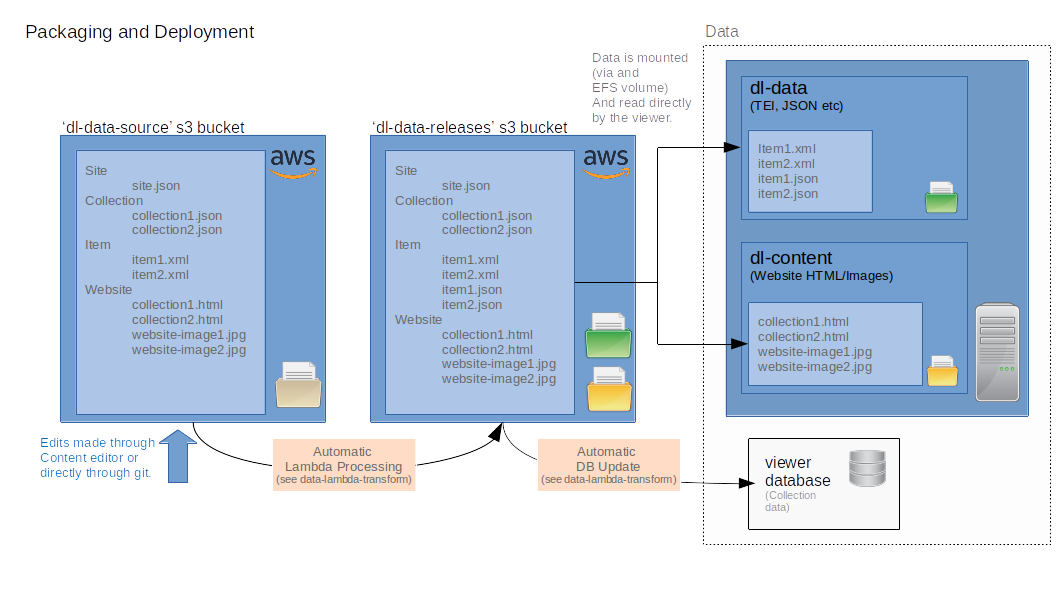 Packaging and Deployment
Data
Data is mounted
(via and
EFS volume)
And read directly
by the viewer.
‘dl-data-source’ s3 bucket
aws
Site
site.json
Collection
collection1.json
collection2.json
Item
item1.xml
item2.xml
Website
collection1.html
collection2.html
website-image1.jpg
website-image2.jpg
‘dl-data-releases’ s3 bucket
aws
Site
site.json
Collection
collection1.json
collection2.json
Item
item1.xml
item2.xml
item1.json
item2.json
Website
collection1.html
collection2.html
website-image1.jpg
website-image2.jpg
dl-data
(TEI, JSON etc)
Item1.xml
item2.xml
item1.json
item2.json
dl-content
(Website HTML/Images)
collection1.html
collection2.html
website-image1.jpg
website-image2.jpg
Edits made through
Content editor or
directly through git.
Automatic
Lambda Processing
(see data-lambda-transform)
Automatic
DB Update
(see data-lambda-transform)
viewer
database
(Collection
data)